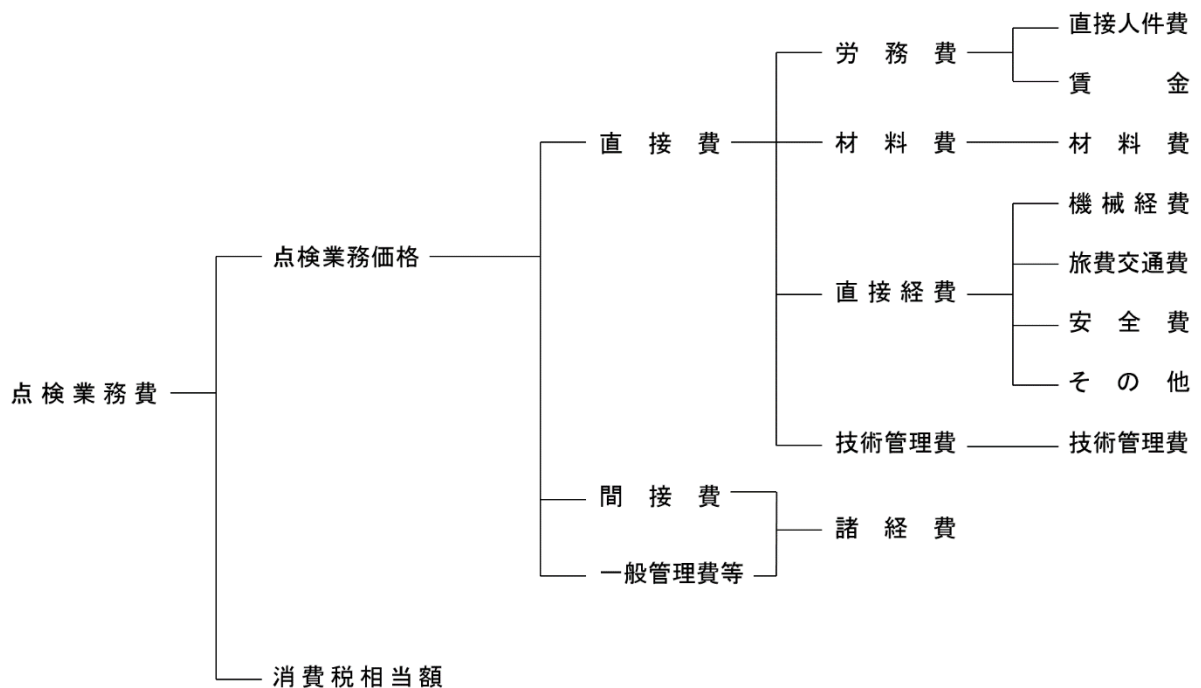 直接人件費
労務費
賃金
直接費
材料費
材料費
機械経費
点検業務価格
旅費交通費
直接経費
安全費
その他
点検業務費
技術管理費
技術管理費
間接費
諸経費
一般管理費等
消費税相当額